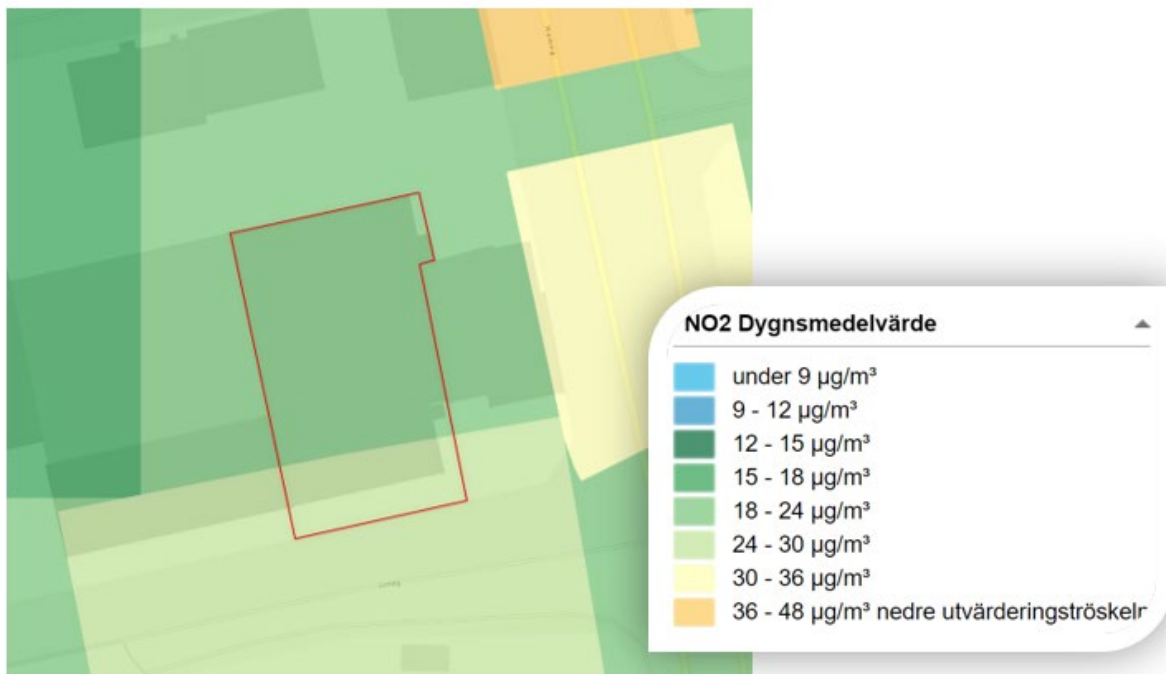 NO2 Dygnsmedelvärde
under 9 µg/m³
9 - 12 µg/m³
12 - 15 µg/m³
15 - 18 µg/m³
18 - 24 µg/m³
24 - 30 µg/m³
30 - 36 µg/m³
36 - 48 µg/m³ nedre utvärderingströskeln